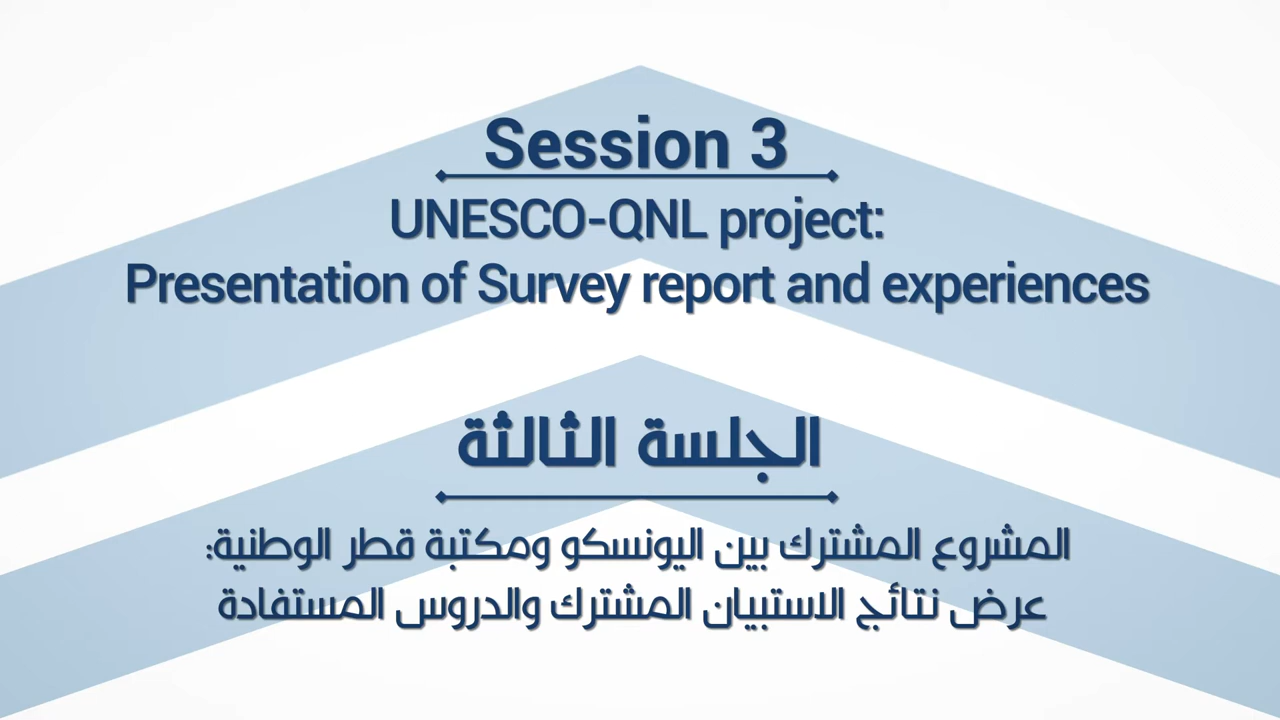 Session 3
UNESCO-QNL project:
Presentation of Survey report and experiences
الجلسة الثالثة
المشروع المشترك بين اليونسكو ومكتبة قطر الوطنية:
عرض نتائج الاستبيان المشترك والدروس المستفادة